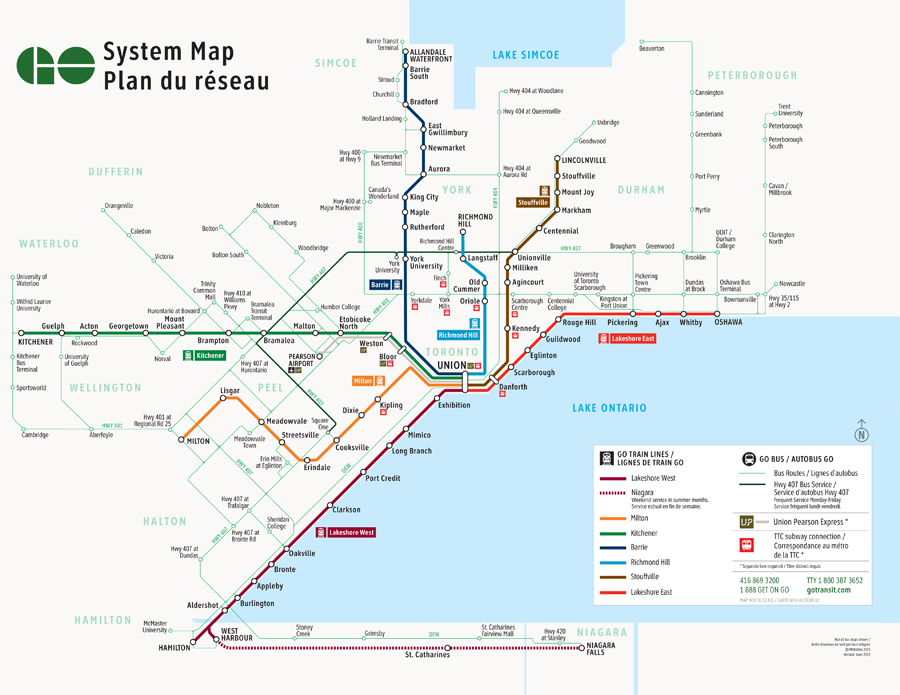 GO
System Map
Plan du réseau
LAKE SIMCOE
SIMCOE
PETERBOROUGH
DUFFERIN
YORK
DURHAM
WATERLOO
WELLINGTON
PEEL
TORONTO
HALTON
HAMILTON
NIAGARA
LAKE ONTARIO
Barrie Transit
Terminal
ALLANDALE
WATERFRONT
Barrie
South
Stroud
Churchill
Bradford
Holland Landing
East
Gwillimbury
Newmarket
Hwy 400
at Hwy 9
Newmarket
Bus Terminal
Aurora
Canada's
Wonderland
King City
Hwy 400 at
Major Mackenzie
Maple
Rutherford
HWY 400
York
University
York
University
Barrie
Hwy 404 at Woodbine
Hwy 404 at Queensville
Hwy 404 at
Aurora Rd
HWY 404
RICHMOND
HILL
Richmond Hill
Centre
Langstaff
Finch
Old
Cummer
Oriole
Yorkdale
York
Mills
Richmond Hill
Uxbridge
Goodwood
LINCOLNVILLE
Stouffville
Mount Joy
Stouffville
Markham
Centennial
Unionville
Milliken
Agincourt
Scarborough
Centre
Kennedy
HWY 407
Beaverton
Cannington
Sunderland
Greenbank
Port Perry
Myrtle
Trent
University
Peterborough
Peterborough
South
Cavan /
Millbrook
Clarington
North
Brougham
Greenwood
UOIT /
Durham
College
Brooklin
University
of Toronto
Scarborough
Pickering
Town
Centre
Dundas
at Brock
Oshawa Bus
Terminal
Newcastle
Bowmanville
Hwy 35/115
at Hwy 2
Centennial
College
Kingston at
Port Union
Rouge Hill
Pickering
Ajax
Whitby
OSHAWA
Guildwood
Eglinton
Scarborough
Danforth
Lakeshore East
Orangeville
Caledon
Victoria
Nobleton
Bolton
Kleinburg
Bolton South
Woodbridge
HWY 407
Trinity
Common
Mall
Hwy 410 at
Williams
Pkwy
Bramalea
Transit
Terminal
Hurontario at Bovaird
Humber College
HWY 401
University of
Waterloo
Wilfrid Laurier
University
KITCHENER
Guelph
Acton
Georgetown
Mount
Pleasant
Brampton
Bramalea
Malton
Etobicoke
North
Weston
Bloor
UNION
Kitchener
Bus
Terminal
Rockwood
University
of Guelph
Norval
Kitchener
PEARSON
AIRPORT
UP
Hwy 407 at
Hurontario
HWY 403
Sportsworld
Cambridge
HWY 401
Aberfoyle
Hwy 401 at
Regional Rd 25
MILTON
Lisgar
Meadowvale
Streetsville
Erindale
Cooksville
Dixie
Kipling
Milton
Meadowvale
Town
Erin Mills
at Eglinton
Square
One
QEW
Exhibition
Mimico
Long Branch
Port Credit
Clarkson
Lakeshore West
Oakville
Bronte
Appleby
Burlington
Aldershot
HWY 407
Hwy 407 at
Trafalgar
Sheridan
College
Hwy 407 at
Bronte Rd
HWY 407
Hwy 407 at
Dundas
McMaster
University
HAMILTON
WEST
HARBOUR
Stoney
Creek
Grimsby
QEW
St. Catharines
Fairview Mall
Hwy 420
at Stanley
St. Catharines
NIAGARA
FALLS
N
GO TRAIN LINES /
LIGNES DE TRAIN GO
Lakeshore West
Niagara
Weekend service in summer months.
Service estival en fin de semaine.
Milton
Kitchener
Barrie
Richmond Hill
Stouffville
Lakeshore East
GO BUS / AUTOBUS GO
Bus Routes / Lignes d'autobus
Hwy 407 Bus Service /
Service d'autobus Hwy 407
Frequent Service Monday-Friday.
Service fréquent lundi-vendredi.
UP
Union Pearson Express *
TTC subway connection /
Correspondance au métro
de la TTC *
* Separate fare required / Titre distinct requis
416 869 3200
1 888 GET ON GO
TTY 1 800 387 3652
gotransit.com
MAP NOT TO SCALE / CARTE NON À L'ÉCHELLE
Not all bus stops shown /